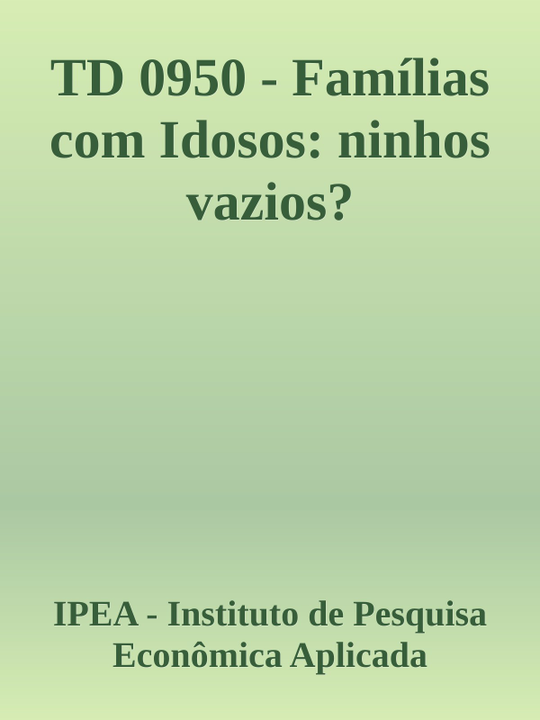 TD 0950 - Famílias
com Idosos: ninhos
vazios?
IPEA - Instituto de Pesquisa
Econômica Aplicada